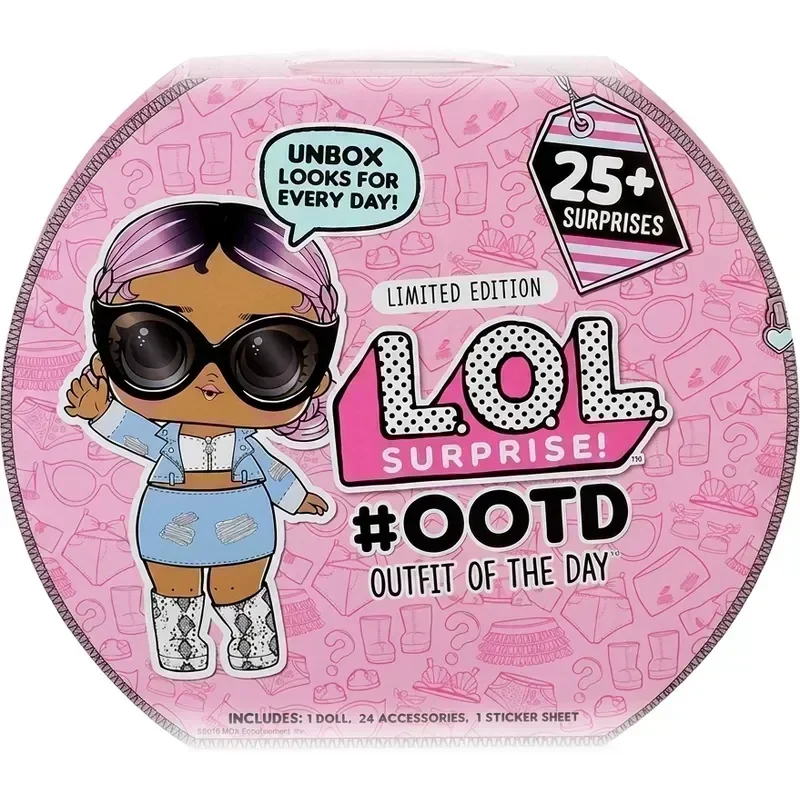 UNBOX
LOOKS FOR
EVERY DAY!
25+
SURPRISES
LIMITED EDITION
L.O.L.
SURPRISE!
#OOTD
OUTFIT OF THE DAY
INCLUDES: 1 DOLL, 24 ACCESSORIES, 1 STICKER SHEET